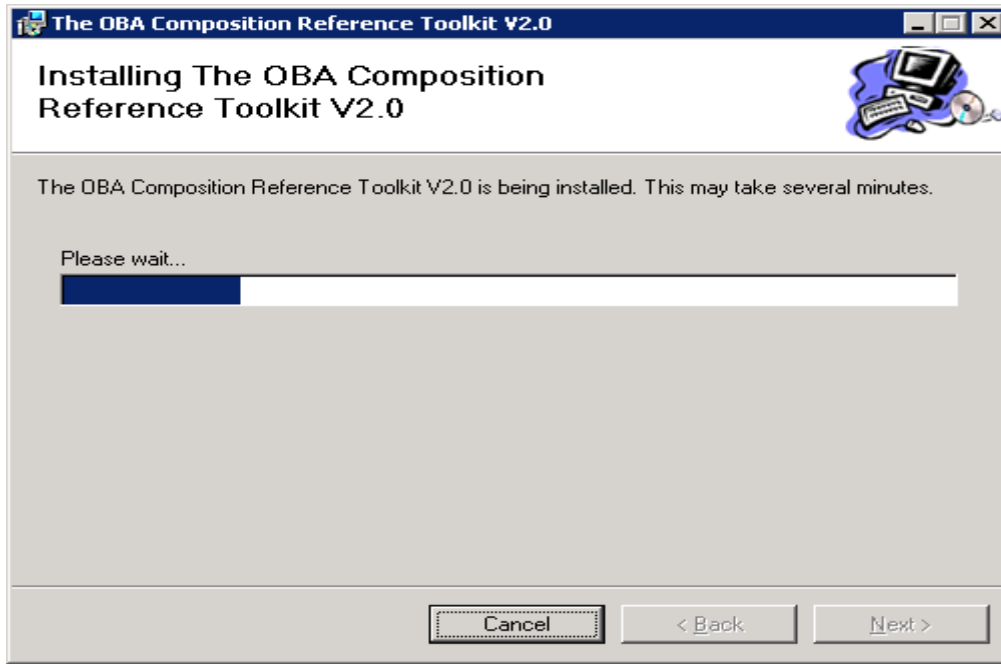 The OBA Composition Reference Toolkit V2.0
Installing The OBA Composition
Reference Toolkit V2.0
The OBA Composition Reference Toolkit V2.0 is being installed. This may take several minutes.
Please wait...
Cancel
< Back
Next >